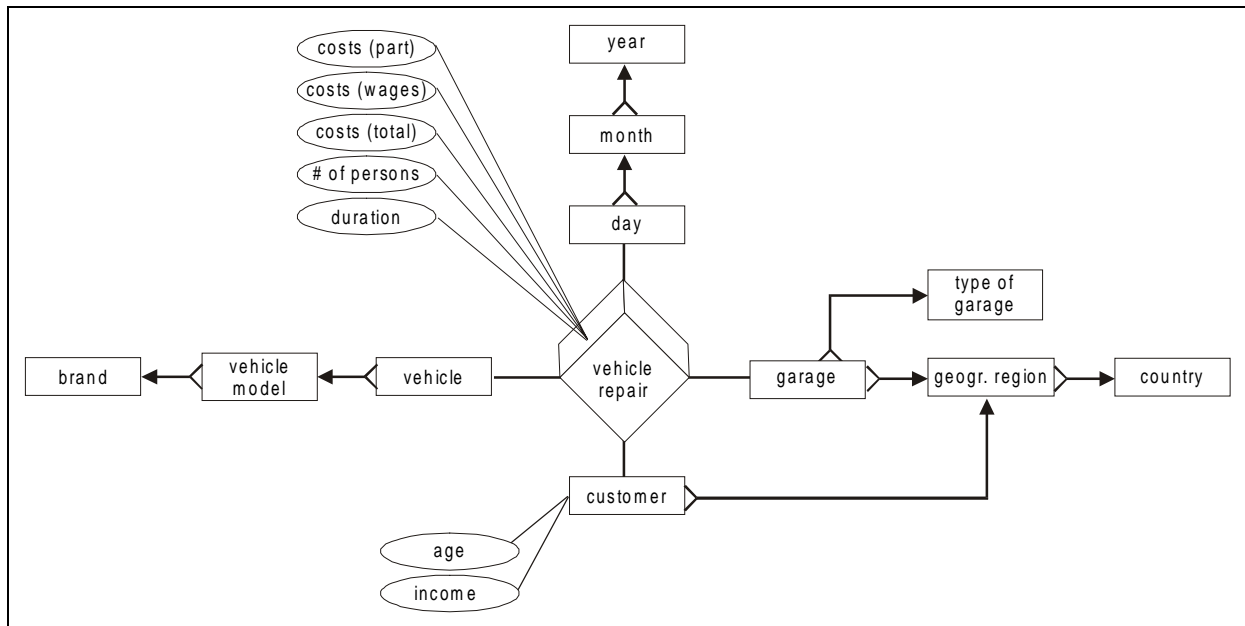 costs (part)
costs (wages)
costs (total)
# of persons
duration
year
month
day
type of
garage
brand
vehicle
model
vehicle
vehicle
repair
garage
geogr. region
country
customer
age
income